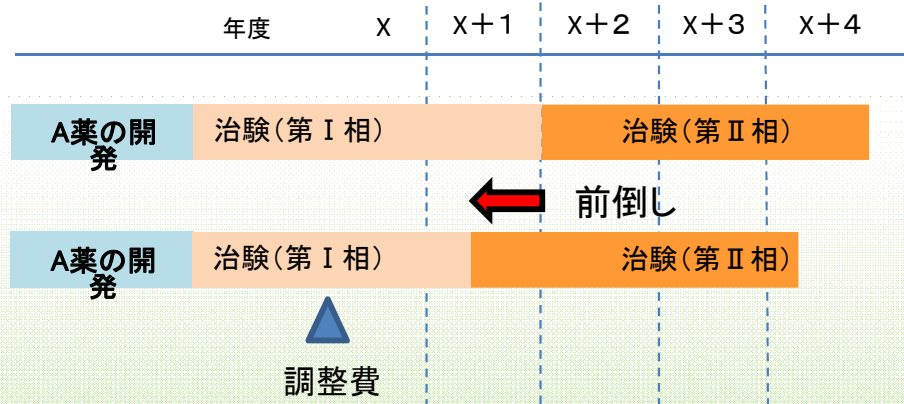 年度 X X+1 X+2 X+3 X+4
A薬の開
発
治験(第Ⅰ相)
治験(第Ⅱ相)
前倒し
A薬の開
発
治験(第Ⅰ相)
治験(第Ⅱ相)
調整費